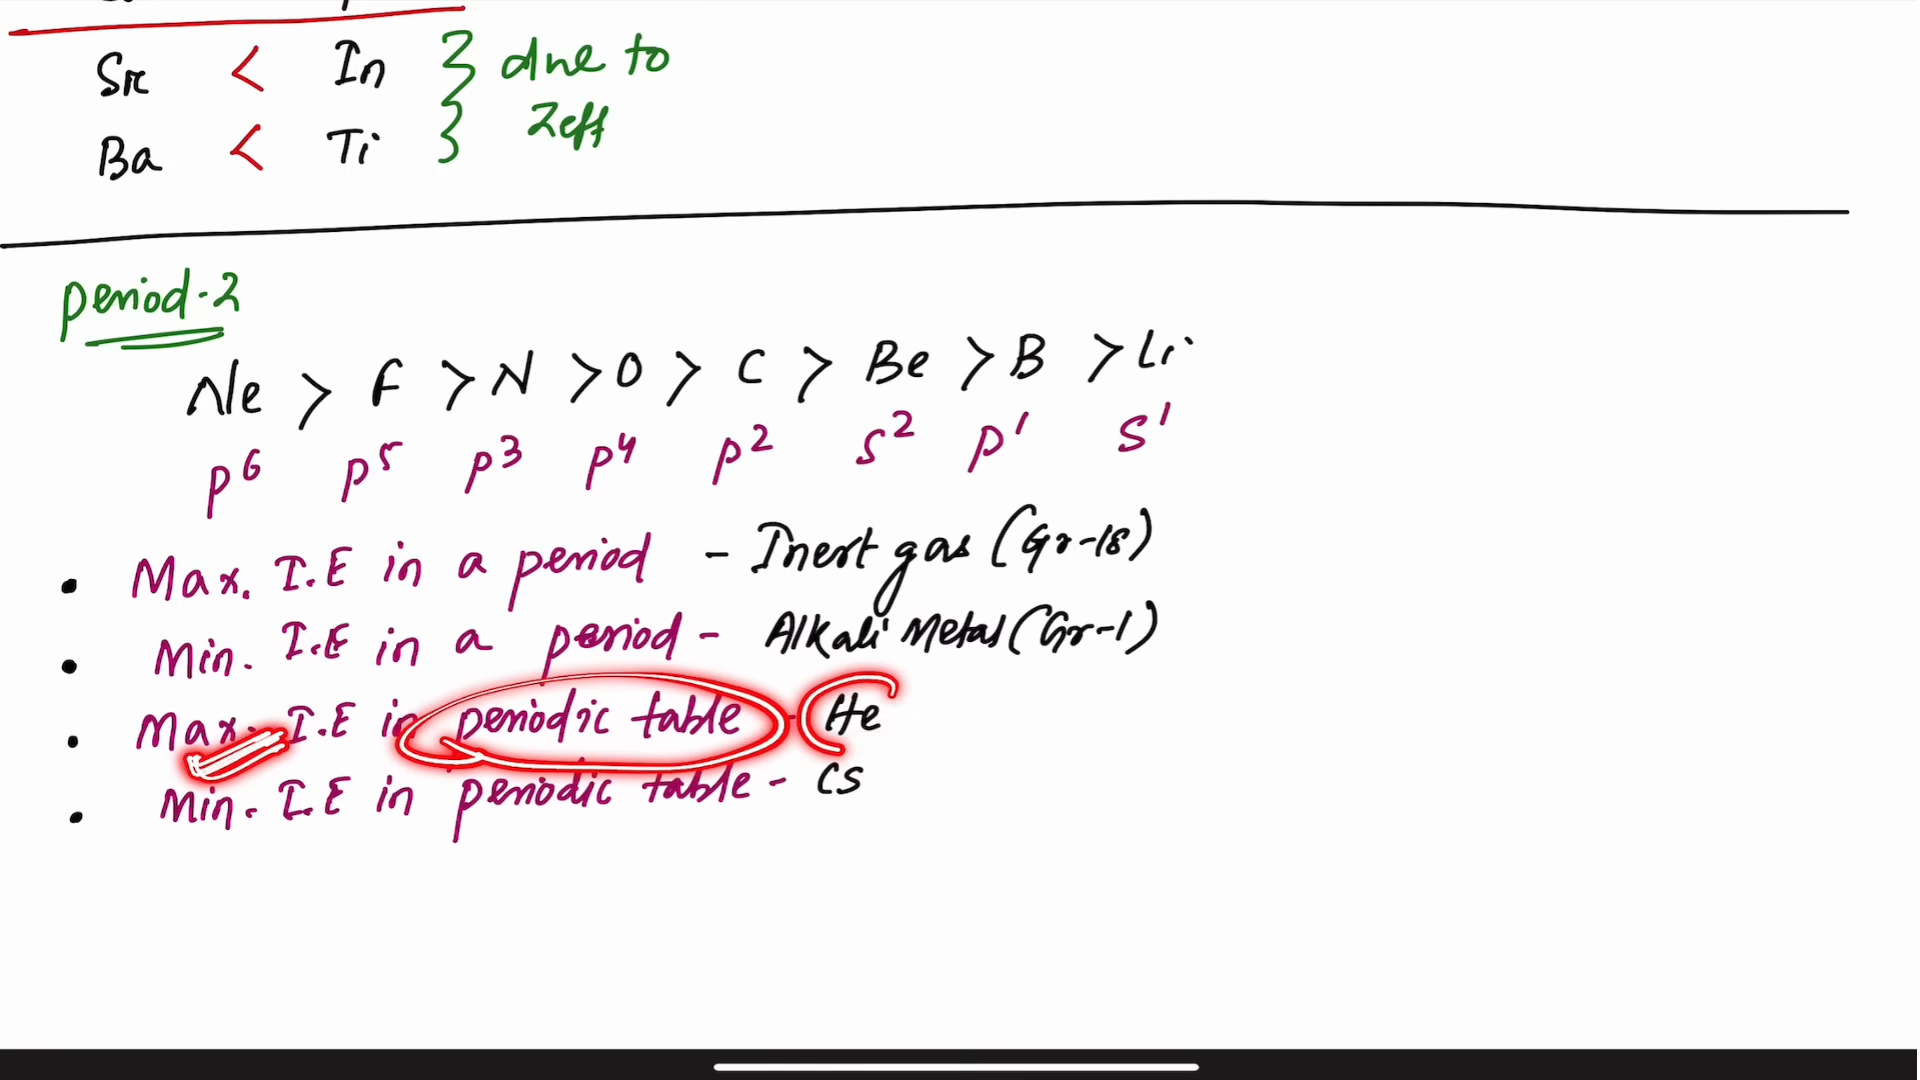 Sr < In } due to
Ba < Ti } Zeff
Period-2
Ne > F > N > O > C > Be > B > Li
p⁶ p⁵ p³ p⁴ p² s² p¹ s¹
• Max. I.E in a period - Inert gas (Gr-18)
• Min. I.E in a period - Alkali Metal (Gr-1)
• Max. I.E in periodic table - He
• Min. I.E in periodic table - Cs